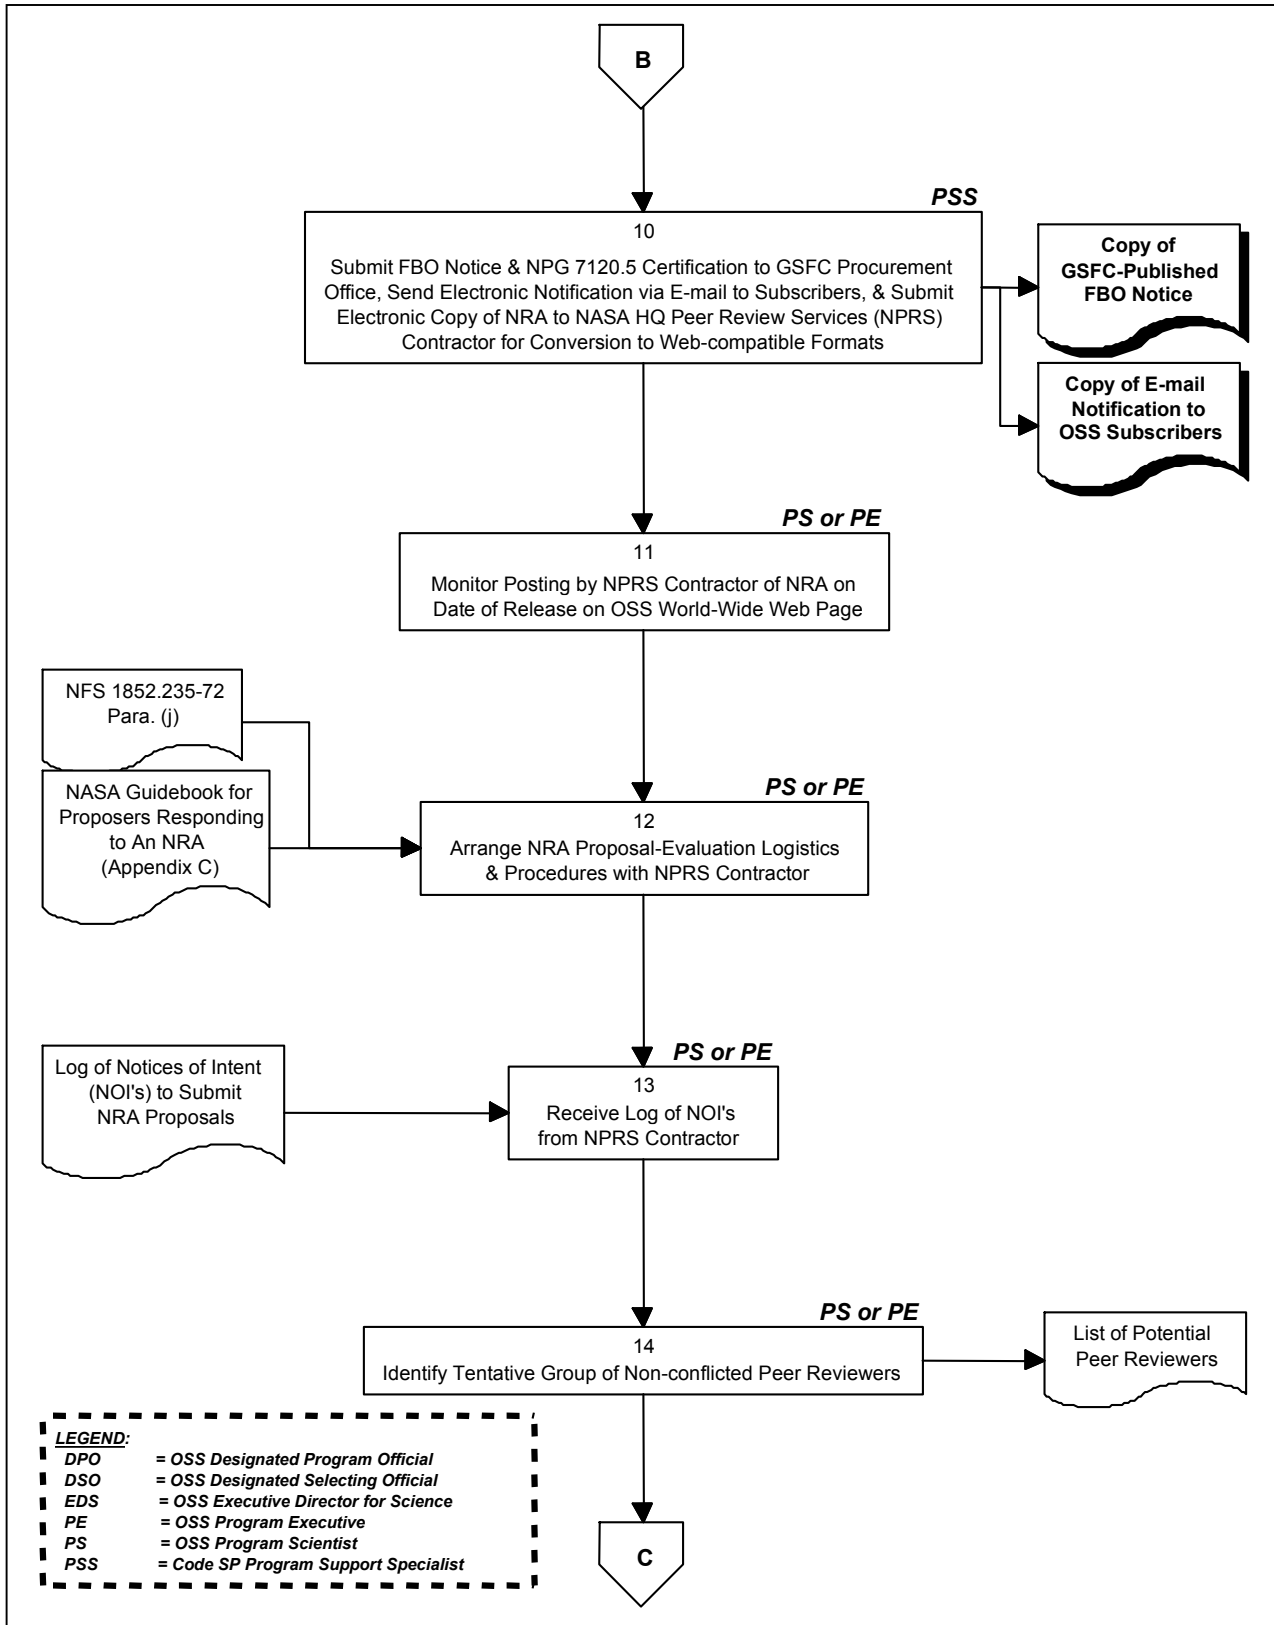 B
PSS
10
Submit FBO Notice & NPG 7120.5 Certification to GSFC Procurement
Office, Send Electronic Notification via E-mail to Subscribers, & Submit
Electronic Copy of NRA to NASA HQ Peer Review Services (NPRS)
Contractor for Conversion to Web-compatible Formats
Copy of
GSFC-Published
FBO Notice
Copy of E-mail
Notification to
OSS Subscribers
PS or PE
11
Monitor Posting by NPRS Contractor of NRA on
Date of Release on OSS World-Wide Web Page
NFS 1852.235-72
Para. (j)
NASA Guidebook for
Proposers Responding
to An NRA
(Appendix C)
PS or PE
12
Arrange NRA Proposal-Evaluation Logistics
& Procedures with NPRS Contractor
Log of Notices of Intent
(NOI's) to Submit
NRA Proposals
PS or PE
13
Receive Log of NOI's
from NPRS Contractor
PS or PE
14
Identify Tentative Group of Non-conflicted Peer Reviewers
List of Potential
Peer Reviewers
LEGEND:
DPO = OSS Designated Program Official
DSO = OSS Designated Selecting Official
EDS = OSS Executive Director for Science
PE = OSS Program Executive
PS = OSS Program Scientist
PSS = Code SP Program Support Specialist
C